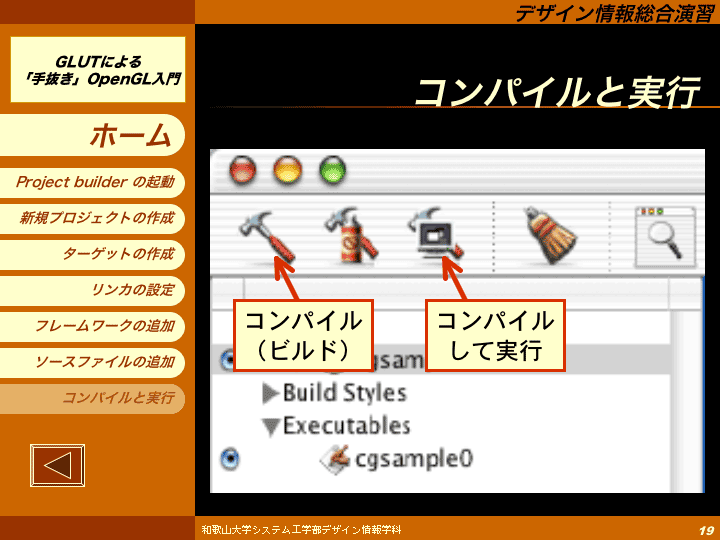 デザイン情報総合演習
GLUTによる
「手抜き」OpenGL入門
コンパイルと実行
ホーム
Project builder の起動
新規プロジェクトの作成
ターゲットの作成
リンカの設定
フレームワークの追加
ソースファイルの追加
コンパイルと実行
コンパイル
（ビルド）
コンパイル
して実行
Build Styles
Executables
cgsample0
和歌山大学システム工学部デザイン情報学科
19